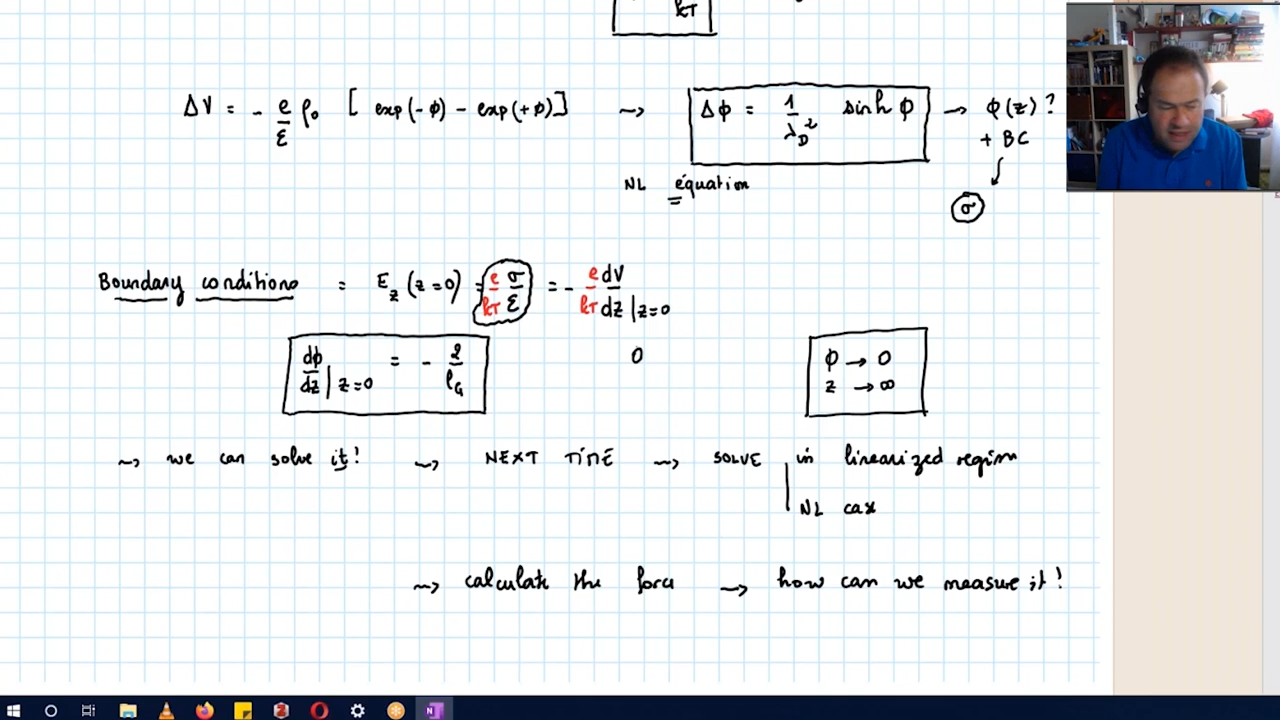 kT
ΔV = - e/ε ρ₀ [ exp(-ϕ) - exp(+ϕ) ] ⇝ Δϕ = 1/λ_D² sinh ϕ → ϕ(z) ?
+ BC
NL équation
σ
Boundary conditions = E_z (z=0) = e/kT σ/ε = - e/kT dV/dz | z=0
dϕ/dz | z=0 = - 2/ℓ_G
0
ϕ → 0
z → ∞
⇝ we can solve it! ⇝ NEXT TIME ⇝ SOLVE | in linearized regim
NL case
⇝ calculate the force ⇝ how can we measure it!